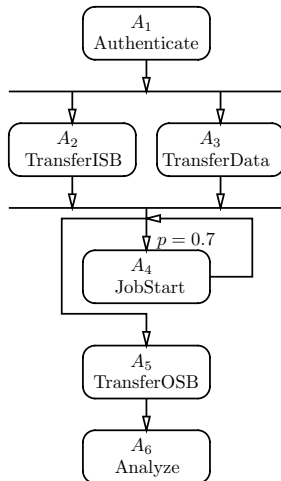 A₁
Authenticate
A₂
TransferISB
A₃
TransferData
p = 0.7
A₄
JobStart
A₅
TransferOSB
A₆
Analyze